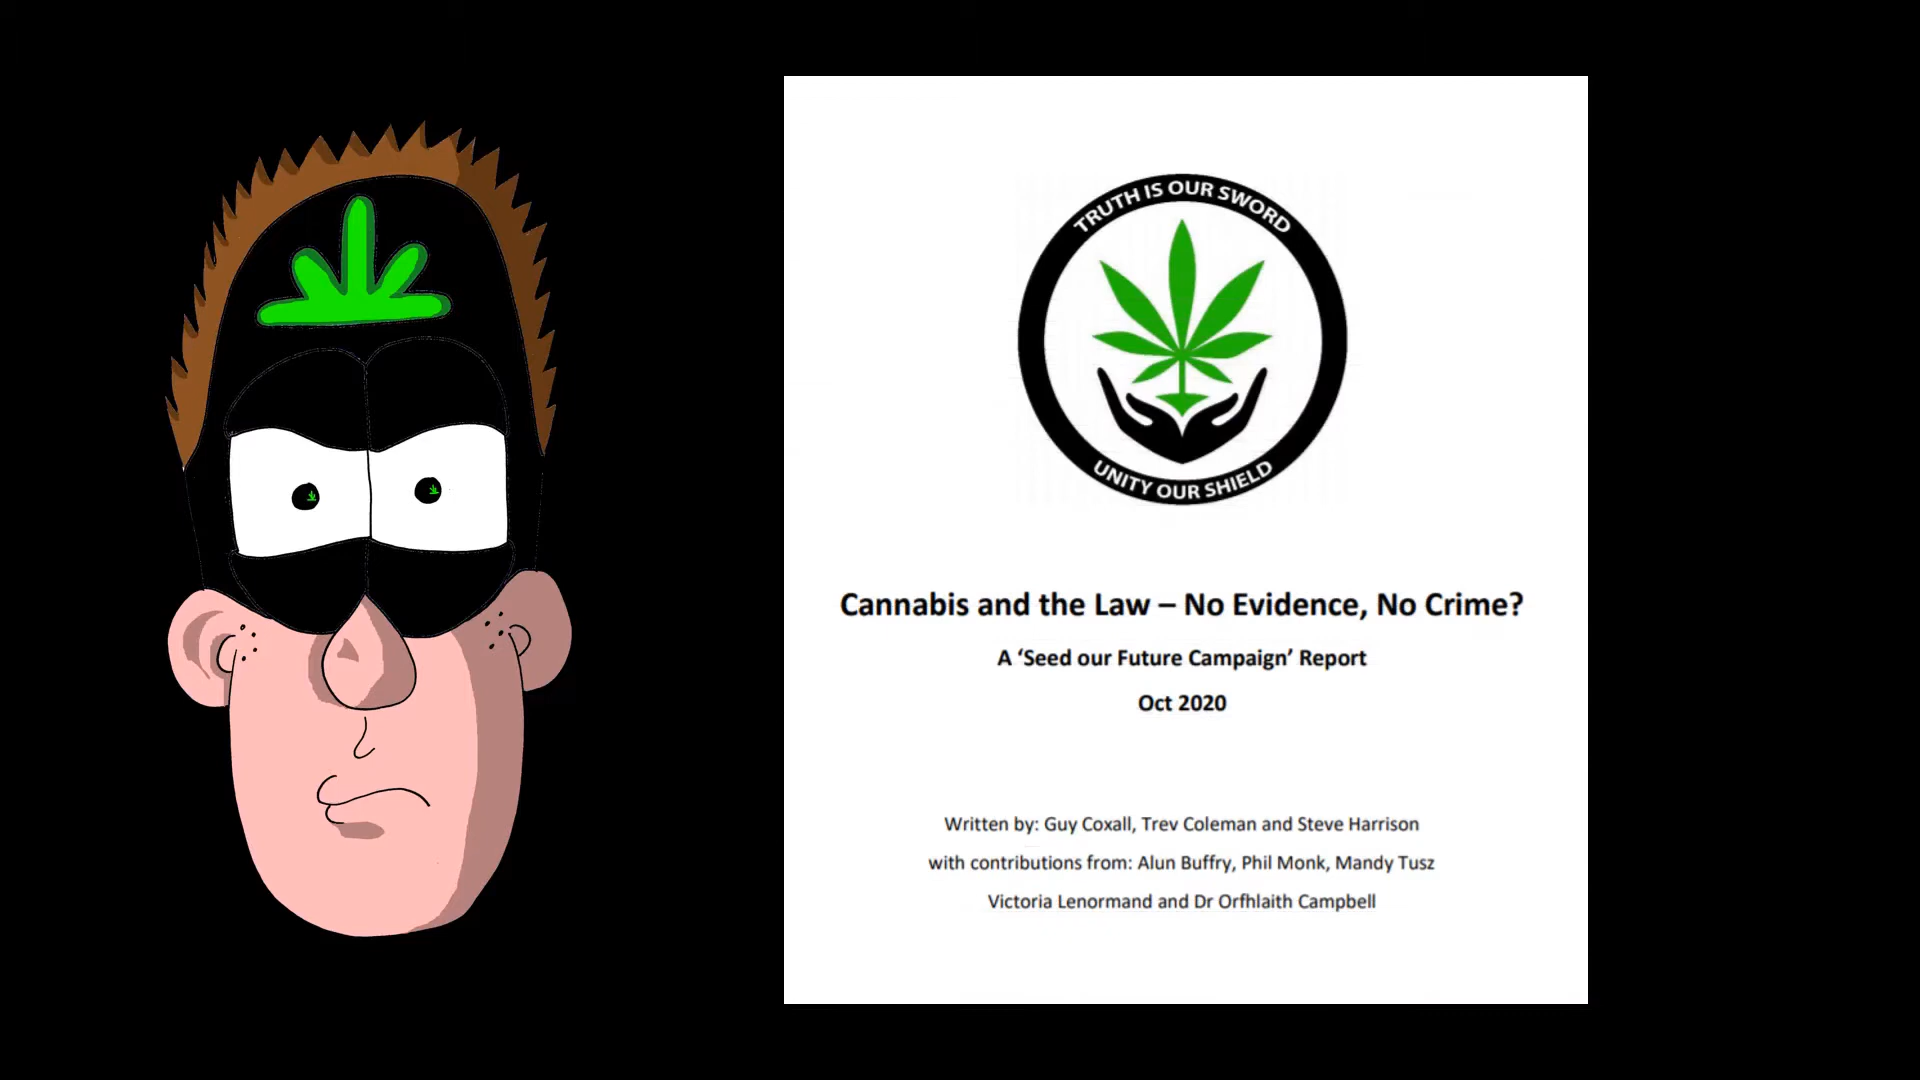 TRUTH IS OUR SWORD
UNITY OUR SHIELD
Cannabis and the Law – No Evidence, No Crime?
A ‘Seed our Future Campaign’ Report
Oct 2020
Written by: Guy Coxall, Trev Coleman and Steve Harrison
with contributions from: Alun Buffry, Phil Monk, Mandy Tusz
Victoria Lenormand and Dr Orfhlaith Campbell